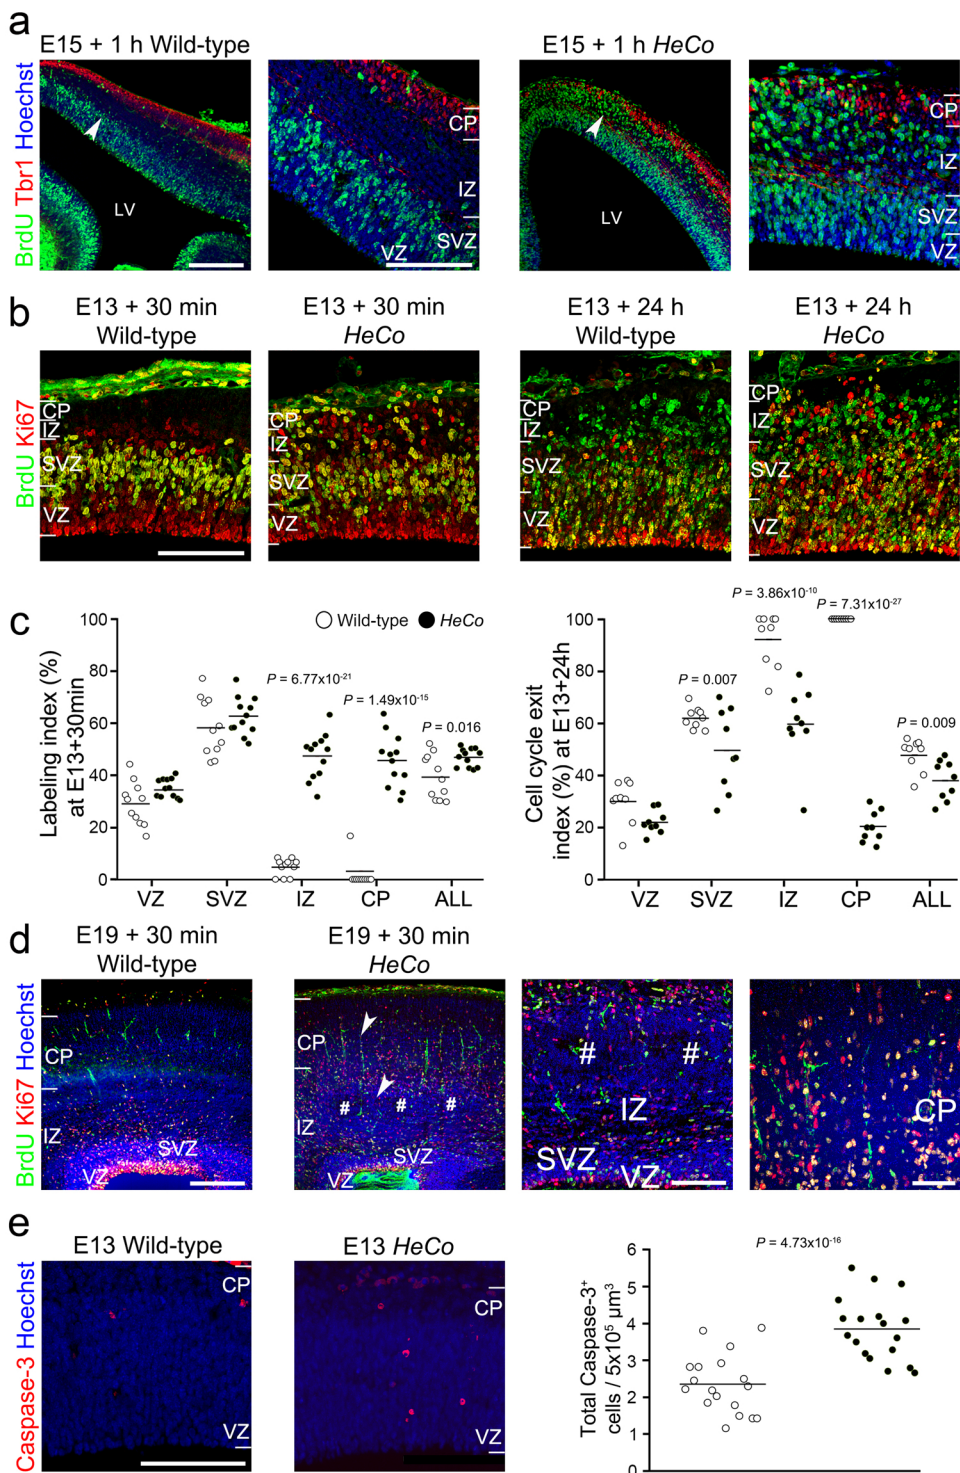 a
E15 + 1 h Wild-type
E15 + 1 h HeCo
BrdU Tbr1 Hoechst
LV
CP
IZ
SVZ
VZ
LV
CP
IZ
SVZ
VZ
b
E13 + 30 min
Wild-type
E13 + 30 min
HeCo
E13 + 24 h
Wild-type
E13 + 24 h
HeCo
BrdU Ki67
CP
IZ
SVZ
VZ
CP
IZ
SVZ
VZ
CP
IZ
SVZ
VZ
CP
IZ
SVZ
VZ
c
Labeling index (%)
at E13+30min
100
80
60
40
20
0
Wild-type HeCo
P = 6.77x10-21
P = 1.49x10-15
P = 0.016
VZ SVZ IZ CP ALL
Cell cycle exit
index (%) at E13+24h
100
80
60
40
20
0
P = 0.007
P = 3.86x10-10
P = 7.31x10-27
P = 0.009
VZ SVZ IZ CP ALL
d
E19 + 30 min
Wild-type
E19 + 30 min
HeCo
BrdU Ki67 Hoechst
CP
IZ
SVZ
VZ
CP
# # #
IZ
SVZ
VZ
# #
IZ
SVZ
VZ
CP
e
E13 Wild-type
E13 HeCo
Caspase-3 Hoechst
CP
VZ
CP
VZ
Total Caspase-3+
cells / 5x105 µm3
P = 4.73x10-16
6
5
4
3
2
1
0